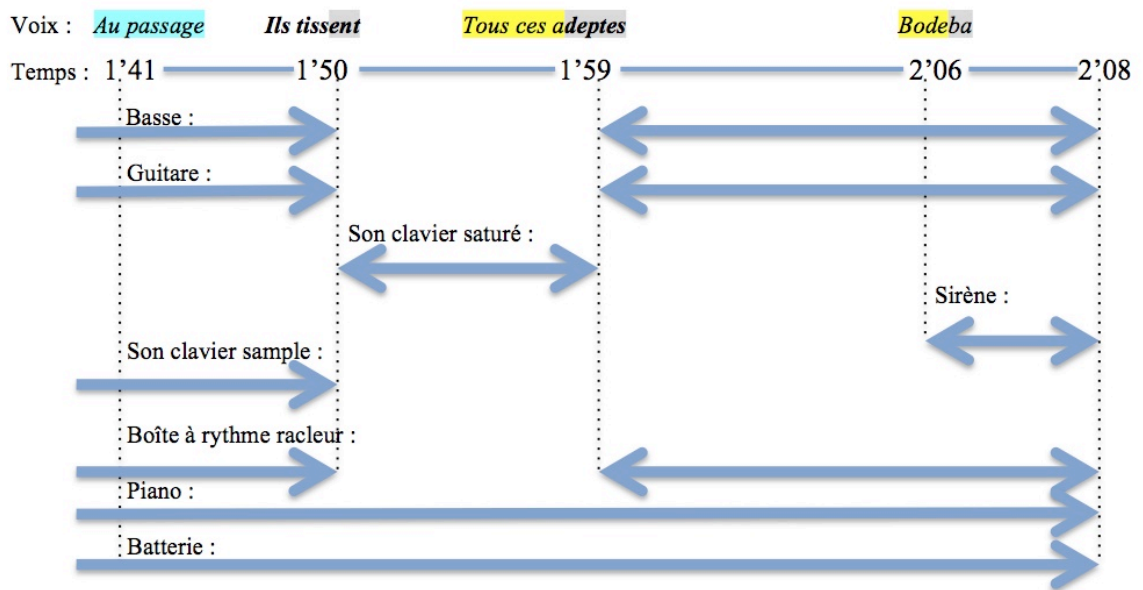 Voix : Au passage Ils tissent Tous ces adeptes Bodeba
Temps : 1’41 1’50 1’59 2’06 2’08
Basse :
Guitare :
Son clavier saturé :
Sirène :
Son clavier sample :
Boîte à rythme racleur :
Piano :
Batterie :